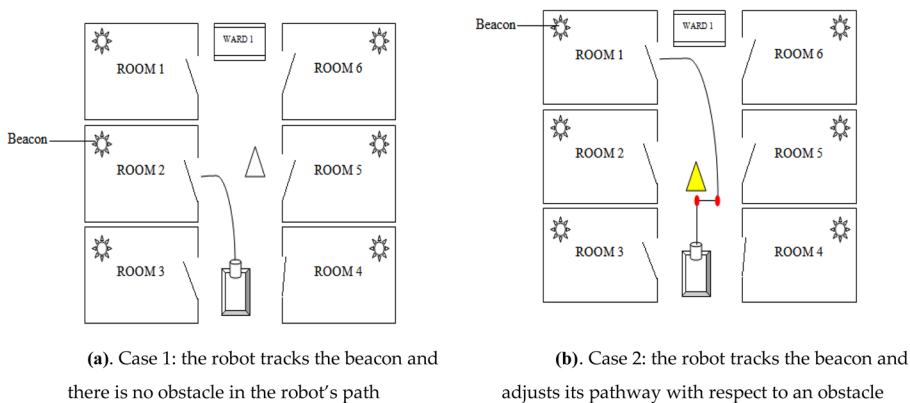 Beacon
WARD 1
ROOM 1
ROOM 6
Beacon
ROOM 2
ROOM 5
ROOM 3
ROOM 4
(a). Case 1: the robot tracks the beacon and
there is no obstacle in the robot’s path
WARD 1
ROOM 1
ROOM 6
ROOM 2
ROOM 5
ROOM 3
ROOM 4
(b). Case 2: the robot tracks the beacon and
adjusts its pathway with respect to an obstacle